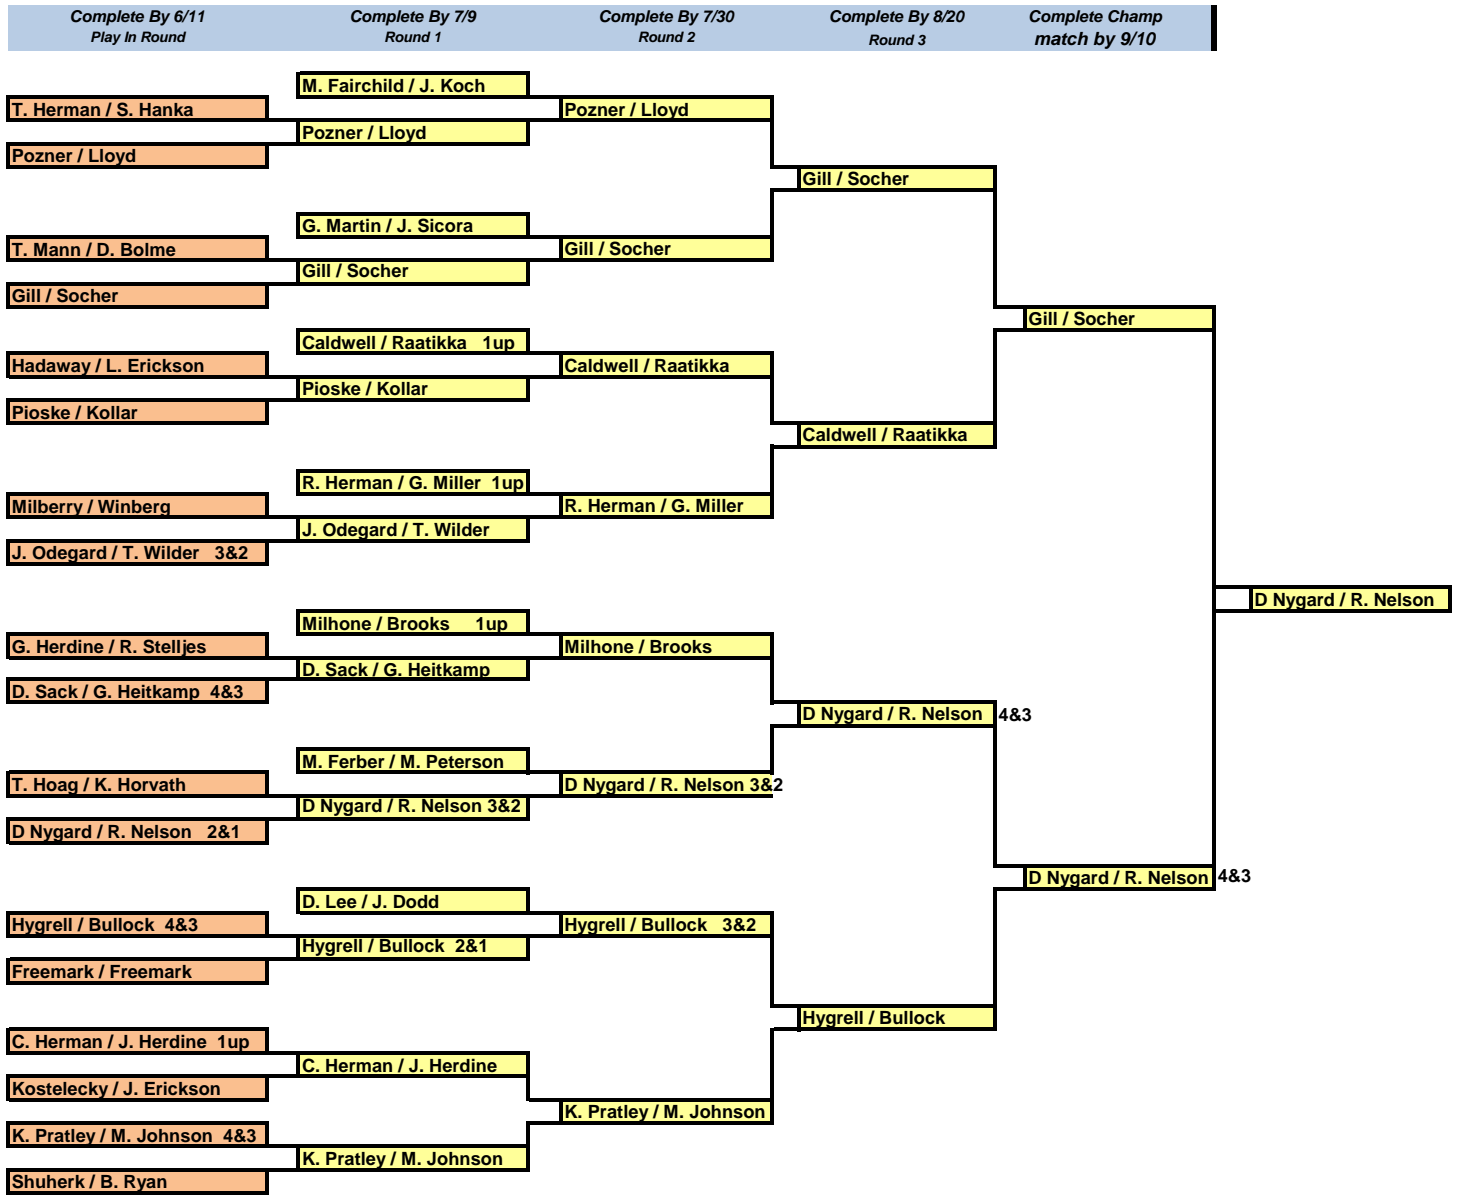 Complete By 6/11
Play In Round
Complete By 7/9
Round 1
Complete By 7/30
Round 2
Complete By 8/20
Round 3
Complete Champ
match by 9/10
T. Herman / S. Hanka
Pozner / Lloyd
T. Mann / D. Bolme
Gill / Socher
Hadaway / L. Erickson
Pioske / Kollar
Milberry / Winberg
J. Odegard / T. Wilder 3&2
G. Herdine / R. Stelljes
D. Sack / G. Heitkamp 4&3
T. Hoag / K. Horvath
D Nygard / R. Nelson 2&1
Hygrell / Bullock 4&3
Freemark / Freemark
C. Herman / J. Herdine 1up
Kostelecky / J. Erickson
K. Pratley / M. Johnson 4&3
Shuherk / B. Ryan
M. Fairchild / J. Koch
Pozner / Lloyd
G. Martin / J. Sicora
Gill / Socher
Caldwell / Raatikka 1up
Pioske / Kollar
R. Herman / G. Miller 1up
J. Odegard / T. Wilder
Milhone / Brooks 1up
D. Sack / G. Heitkamp
M. Ferber / M. Peterson
D Nygard / R. Nelson 3&2
D. Lee / J. Dodd
Hygrell / Bullock 2&1
C. Herman / J. Herdine
K. Pratley / M. Johnson
Pozner / Lloyd
Gill / Socher
Caldwell / Raatikka
R. Herman / G. Miller
Milhone / Brooks
D Nygard / R. Nelson 3&2
Hygrell / Bullock 3&2
K. Pratley / M. Johnson
Gill / Socher
Caldwell / Raatikka
D Nygard / R. Nelson 4&3
Hygrell / Bullock
Gill / Socher
D Nygard / R. Nelson 4&3
D Nygard / R. Nelson